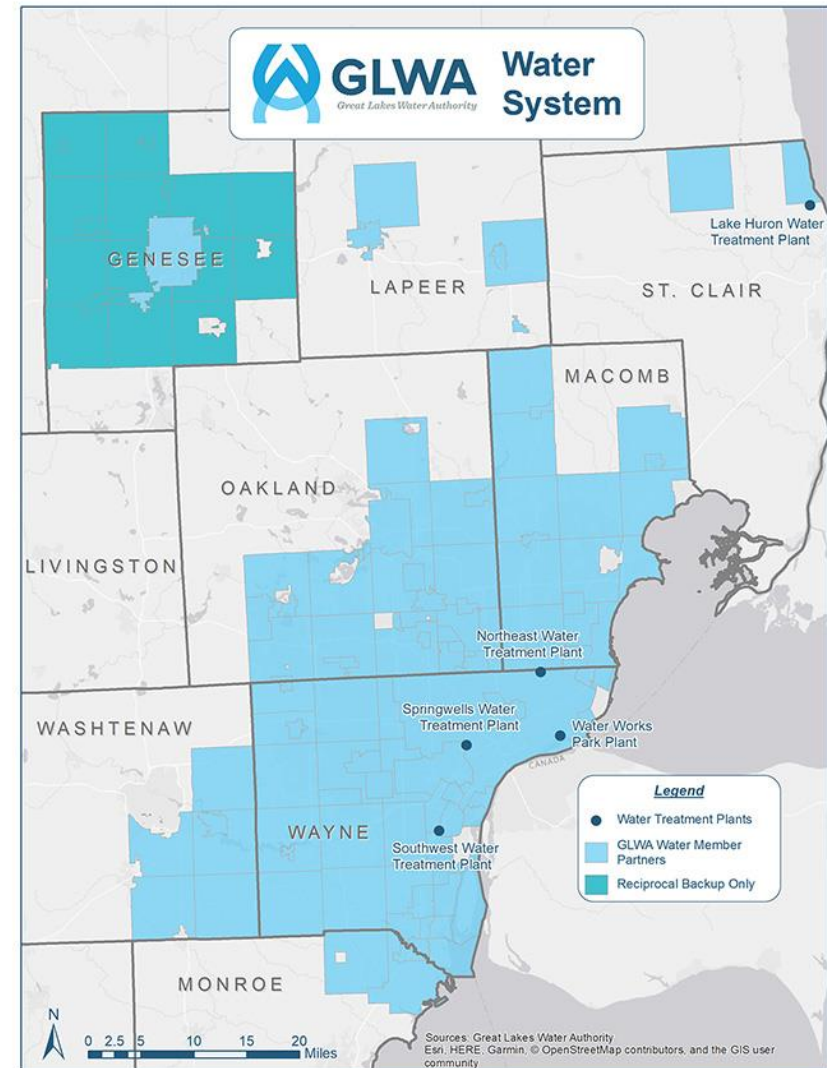 GLWA
Great Lakes Water Authority
Water
System
Lake Huron Water
Treatment Plant
GENESEE
LAPEER
ST. CLAIR
MACOMB
OAKLAND
LIVINGSTON
Northeast Water
Treatment Plant
WASHTENAW
Springwells Water
Treatment Plant
Water Works
Park Plant
CANADA
WAYNE
Southwest Water
Treatment Plant
Legend
Water Treatment Plants
GLWA Water Member
Partners
Reciprocal Backup Only
MONROE
N
0 2.5 5 10 15 20
Miles
Sources: Great Lakes Water Authority
Esri, HERE, Garmin, © OpenStreetMap contributors, and the GIS user
community